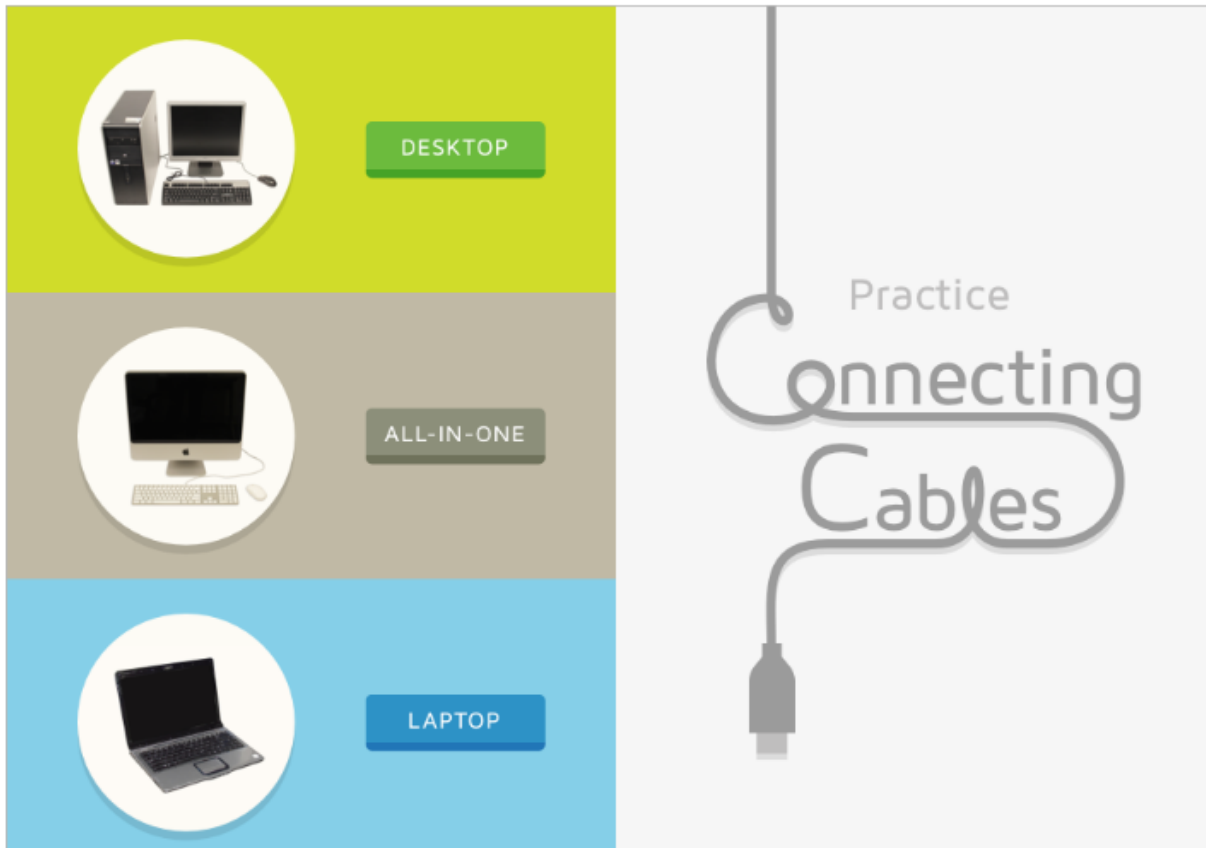 DESKTOP
ALL-IN-ONE
LAPTOP
Practice
Connecting
Cables